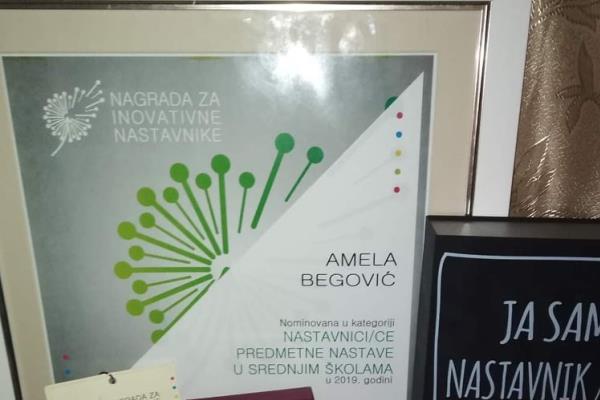 NAGRADA ZA
INOVATIVNE
NASTAVNIKE
AMELA
BEGOVIĆ
Nominovana u kategoriji
NASTAVNICI/CE
PREDMETNE NASTAVE
U SREDNJIM ŠKOLAMA
u 2019. godini
JA SAM
NASTAVNIK
NAGRADA ZA